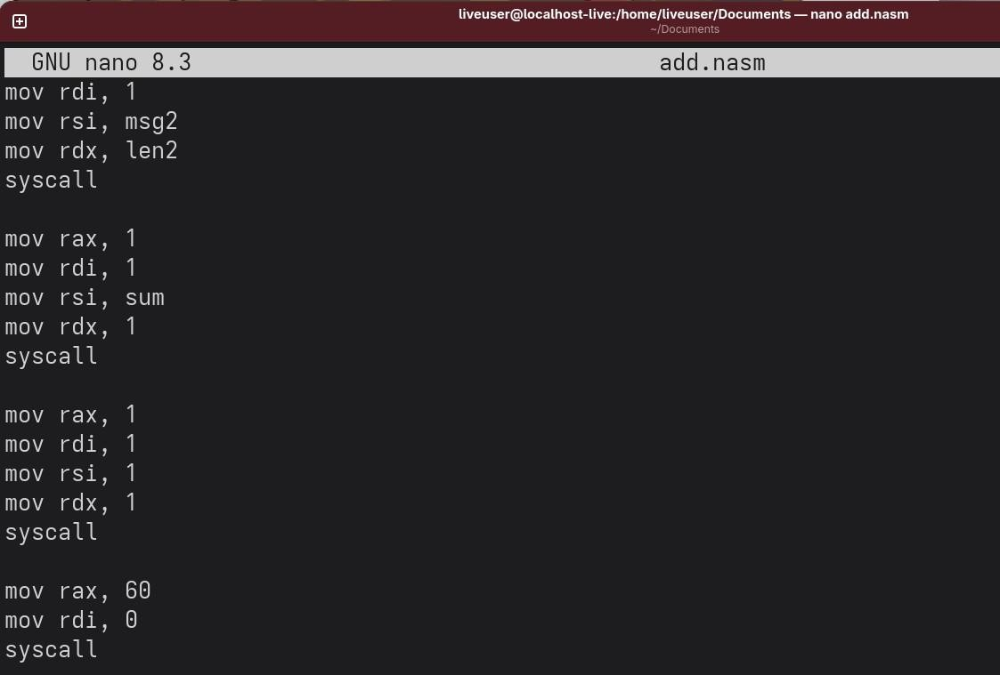 liveuser@localhost-live:/home/liveuser/Documents — nano add.nasm
~/Documents
GNU nano 8.3 add.nasm
mov rdi, 1
mov rsi, msg2
mov rdx, len2
syscall
mov rax, 1
mov rdi, 1
mov rsi, sum
mov rdx, 1
syscall
mov rax, 1
mov rdi, 1
mov rsi, 1
mov rdx, 1
syscall
mov rax, 60
mov rdi, 0
syscall